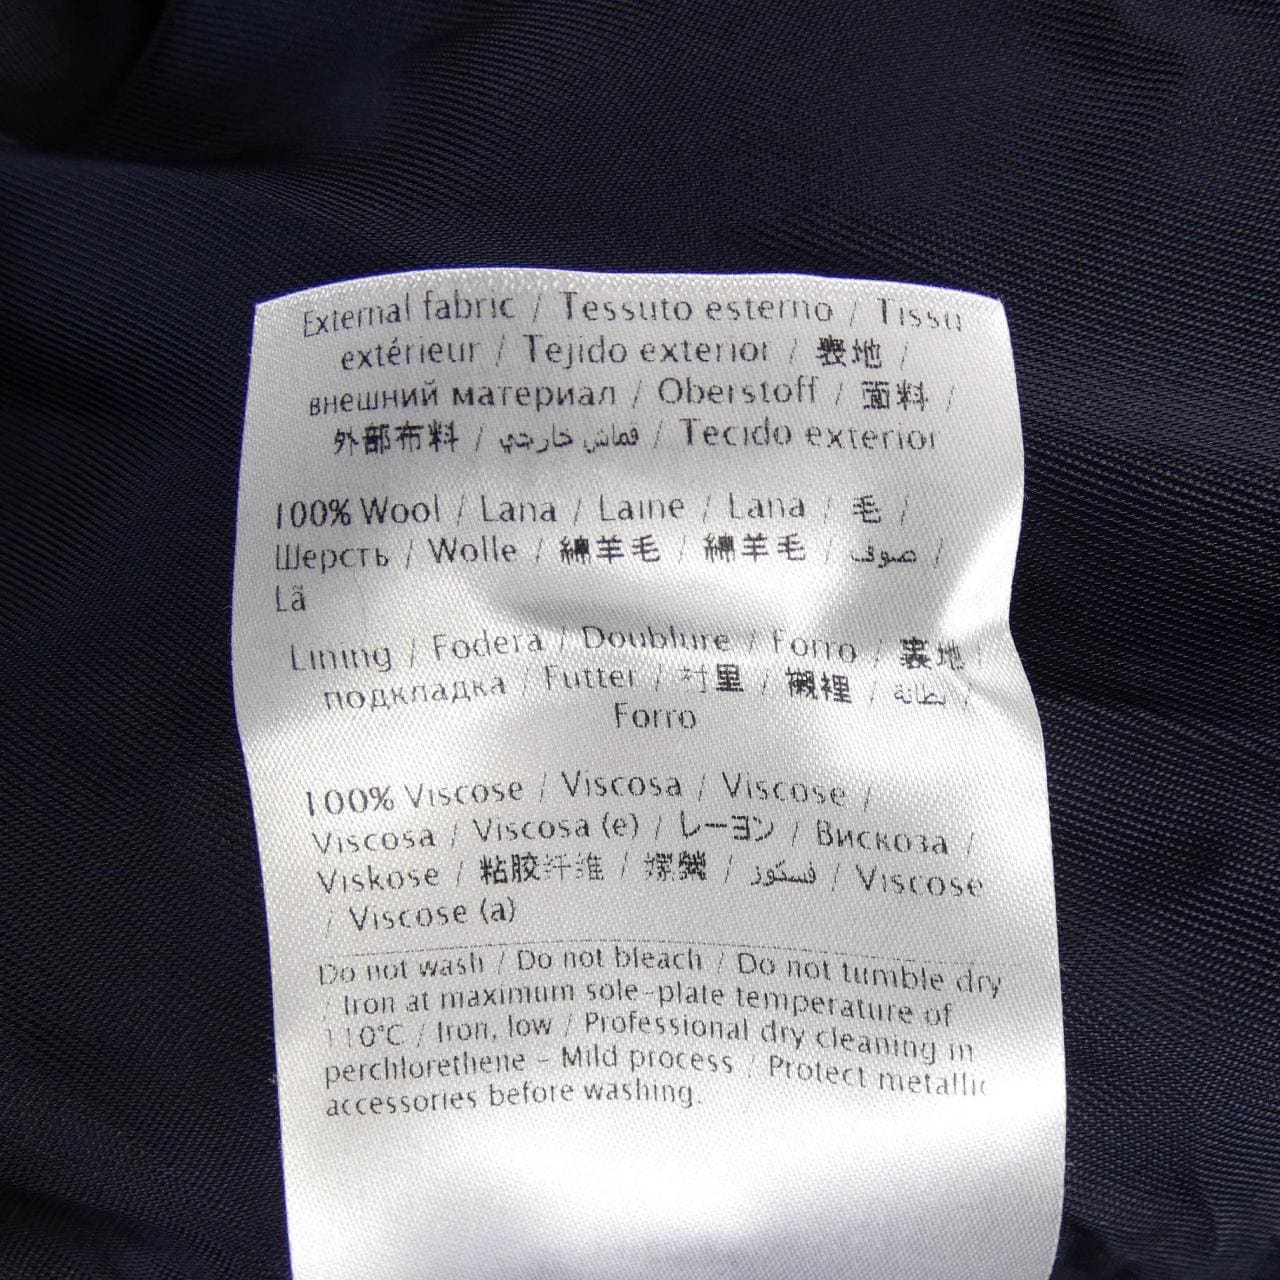 External fabric / Tessuto esterno / Tissu
extérieur / Tejido exterior / 表地 /
внешний материал / Oberstoff / 面料 /
外部布料 / قماش خارجي / Tecido exterior
100% Wool / Lana / Laine / Lana / 毛 /
Шерсть / Wolle / 綿羊毛 / 綿羊毛 / صوف /
Lã
Lining / Fodera / Doublure / Forro / 裏地 /
подкладка / Futter / 衬里 / 襯裡 / بطانة /
Forro
100% Viscose / Viscosa / Viscose /
Viscosa / Viscosa (e) / レーヨン / Вискоза /
Viskose / 粘胶纤维 / 嫘縈 / فسكوز / Viscose
/ Viscose (a)
Do not wash / Do not bleach / Do not tumble dry
/ Iron at maximum sole-plate temperature of
110°C / Iron, low / Professional dry cleaning in
perchlorethene - Mild process / Protect metallic
accessories before washing.